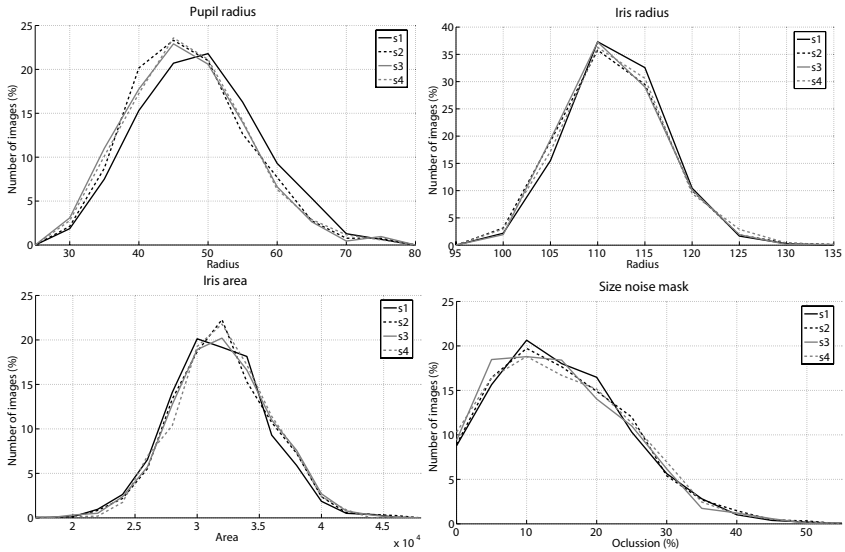 Pupil radius
25
20
15
10
5
0
Number of images (%)
30
40
50
60
70
80
Radius
s1
s2
s3
s4
Iris radius
40
35
30
25
20
15
10
5
0
Number of images (%)
95
100
105
110
115
120
125
130
135
Radius
s1
s2
s3
s4
Iris area
25
20
15
10
5
0
Number of images (%)
2
2.5
3
3.5
4
4.5
Area
x 10 4
s1
s2
s3
s4
Size noise mask
25
20
15
10
5
0
Number of images (%)
0
10
20
30
40
50
Oclussion (%)
s1
s2
s3
s4